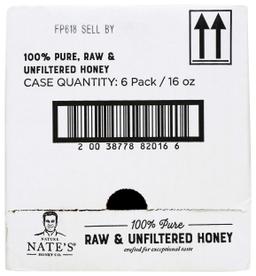 FP618 SELL BY
100% PURE, RAW &
UNFILTERED HONEY
CASE QUANTITY: 6 Pack / 16 oz
2 00 38778 82016 6
NATURE
NATE'S®
HONEY CO.
100% Pure
RAW & UNFILTERED HONEY
crafted for exceptional taste